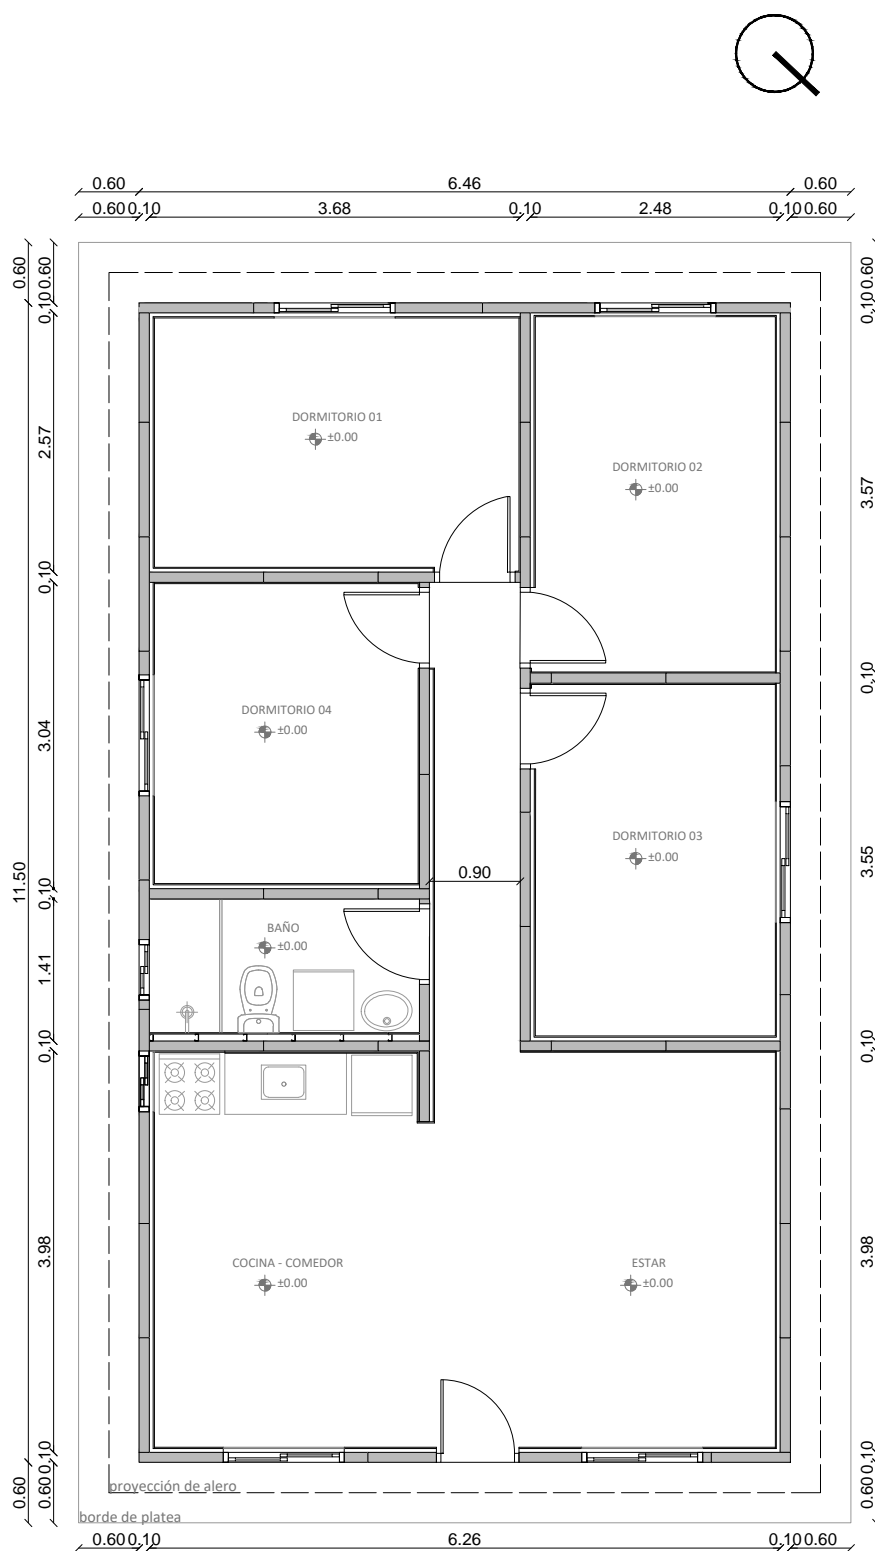 0.60 6.46 0.60
0.60 0.10 3.68 0.10 2.48 0.10 0.60
0.60 0.60 0.60
0.10 0.10
DORMITORIO 01
±0.00
2.57
DORMITORIO 02
±0.00
3.57
0.10
0.10
DORMITORIO 04
±0.00
3.04
DORMITORIO 03
±0.00
3.55
0.90
11.50
0.10
BAÑO
±0.00
1.41
0.10 0.10
COCINA - COMEDOR ESTAR
±0.00 ±0.00
3.98 3.98
0.10 0.10
proyección de alero
0.60 0.60 0.60
borde de platea
0.60 0.10 6.26 0.10 0.60